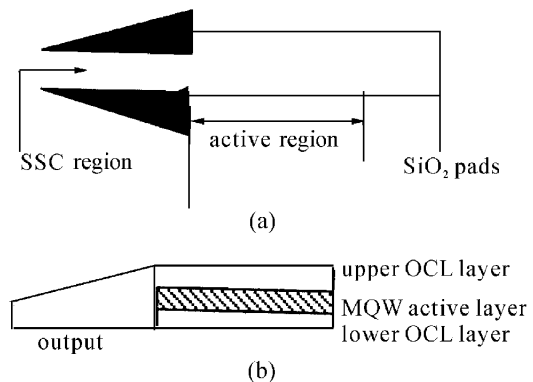 active region
SSC region
SiO₂ pads
(a)
upper OCL layer
MQW active layer
lower OCL layer
output
(b)